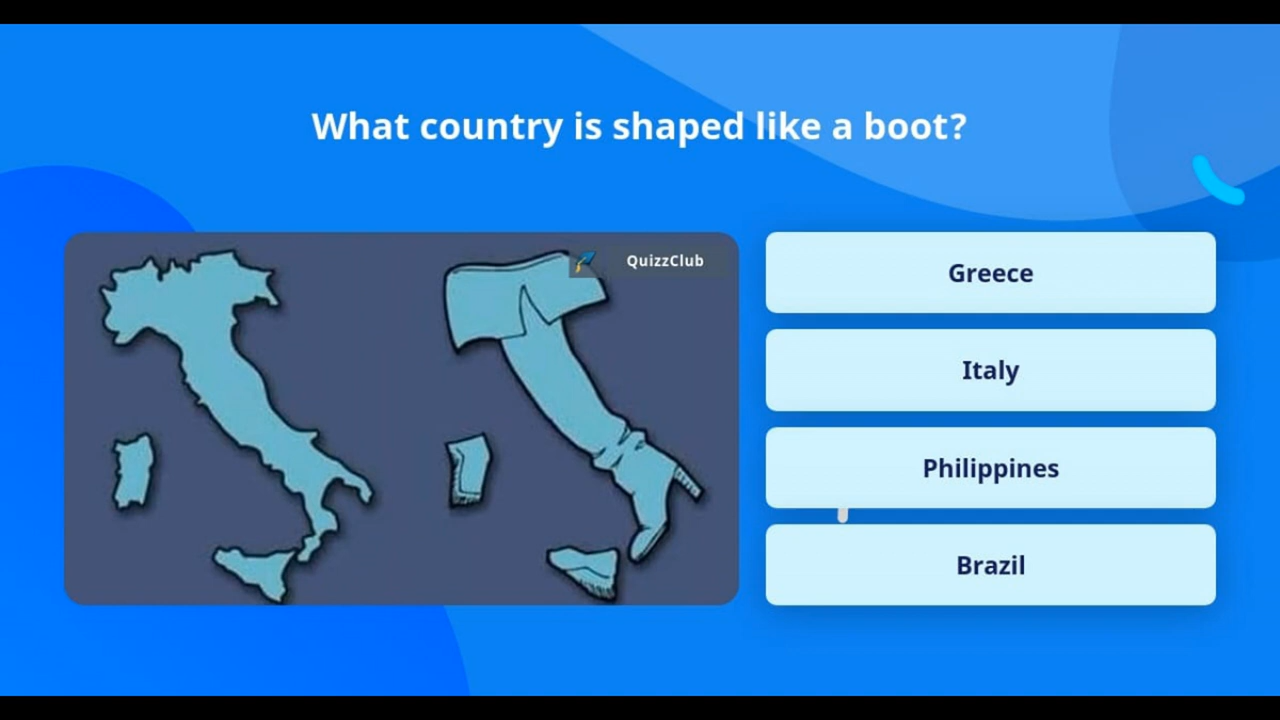 What country is shaped like a boot?
QuizzClub
Greece
Italy
Philippines
Brazil